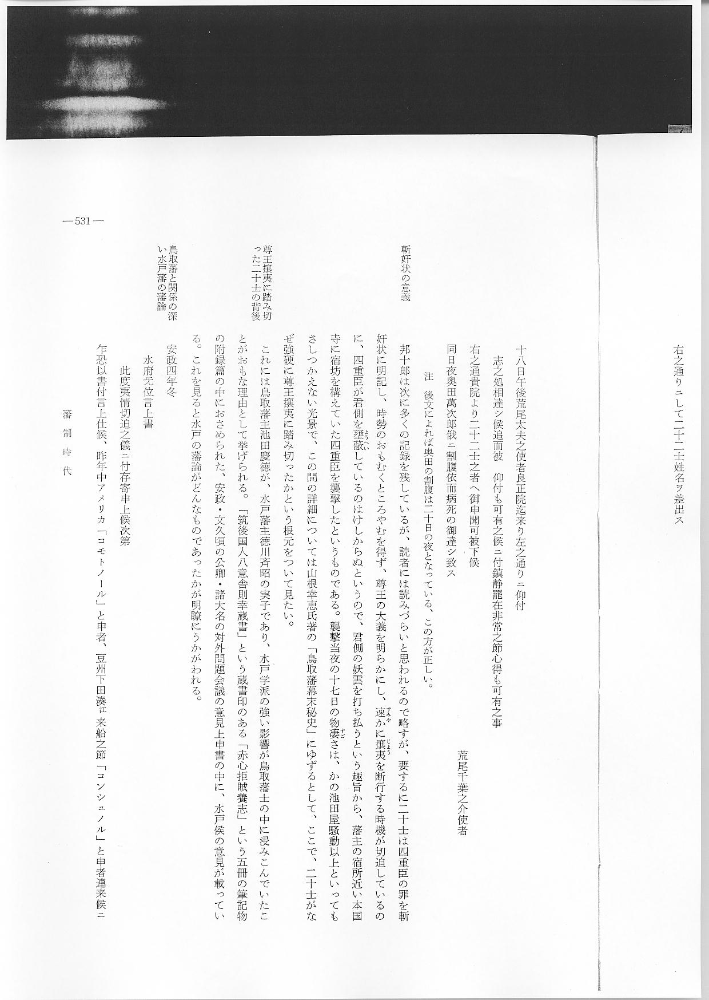 右之通りニして二十二士姓名ヲ差出ス
十八日午後荒尾太夫之使者良正院迄来り左之通りニ仰付
志之処相達シ候追而被　仰付も可有之候ニ付鎮静罷在非常之節心得も可有之事
荒尾千葉之介使者
右之通貴院より二十二士之者へ御申聞可被下候
同日夜奥田萬次郎俄ニ割腹依而病死の御達シ致ス
注　後文によれば奥田の割腹は二十日の夜となっている、この方が正しい。
斬奸状の意義
邦十郎は次に多くの記録を残しているが、読者には読みづらいと思われるので略すが、要するに二十士は四重臣の罪を斬
奸状に明記し、時勢のおもむくところやむを得ず、尊王の大義を明らかにし、速かに攘夷を断行する時機が切迫しているの
に、四重臣が君側を壅蔽しているのはけしからぬというので、君側の妖雲を打ち払うという趣旨から、藩主の宿所近い本国
寺に宿坊を構えていた四重臣を襲撃したというものである。襲撃当夜の十七日の物凄さは、かの池田屋騒動以上といっても
さしつかえない光景で、この間の詳細については山根幸恵氏著の「鳥取藩幕末秘史」にゆずるとして、ここで、二十士がな
ぜ強硬に尊王攘夷に踏み切ったかという根元をついて見たい。
尊王攘夷に踏み切
った二十士の背後
これには鳥取藩主池田慶徳が、水戸藩主徳川斉昭の実子であり、水戸学派の強い影響が鳥取藩士の中に浸みこんでいたこ
とがおもな理由として挙げられる。「筑後国人八意舎則幸蔵書」という蔵書印のある「赤心拒賊養志」という五冊の筆記物
の附録篇の中におさめられた、安政・文久頃の公卿・諸大名の対外問題会議の意見上申書の中に、水戸侯の意見が載ってい
る。これを見ると水戸の藩論がどんなものであったかが明瞭にうかがわれる。
鳥取藩と関係の深
い水戸藩の藩論
安政四年冬
水府旡位言上書
此度夷情切迫之儀ニ付存寄申上候次第
乍恐以書付言上仕候、昨年中アメリカ「コモトノール」と申者、豆州下田湊江来船之節「コンシュノル」と申者連来候ニ
藩制時代
—531—